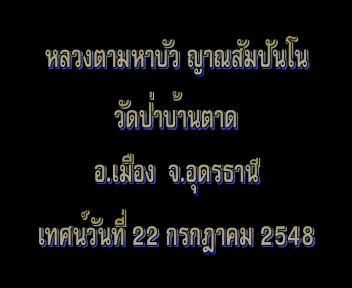 หลวงตามหาบัว ญาณสัมปันโน
วัดป่าบ้านตาด
อ.เมือง จ.อุดรธานี
เทศน์วันที่ 22 กรกฎาคม 2548